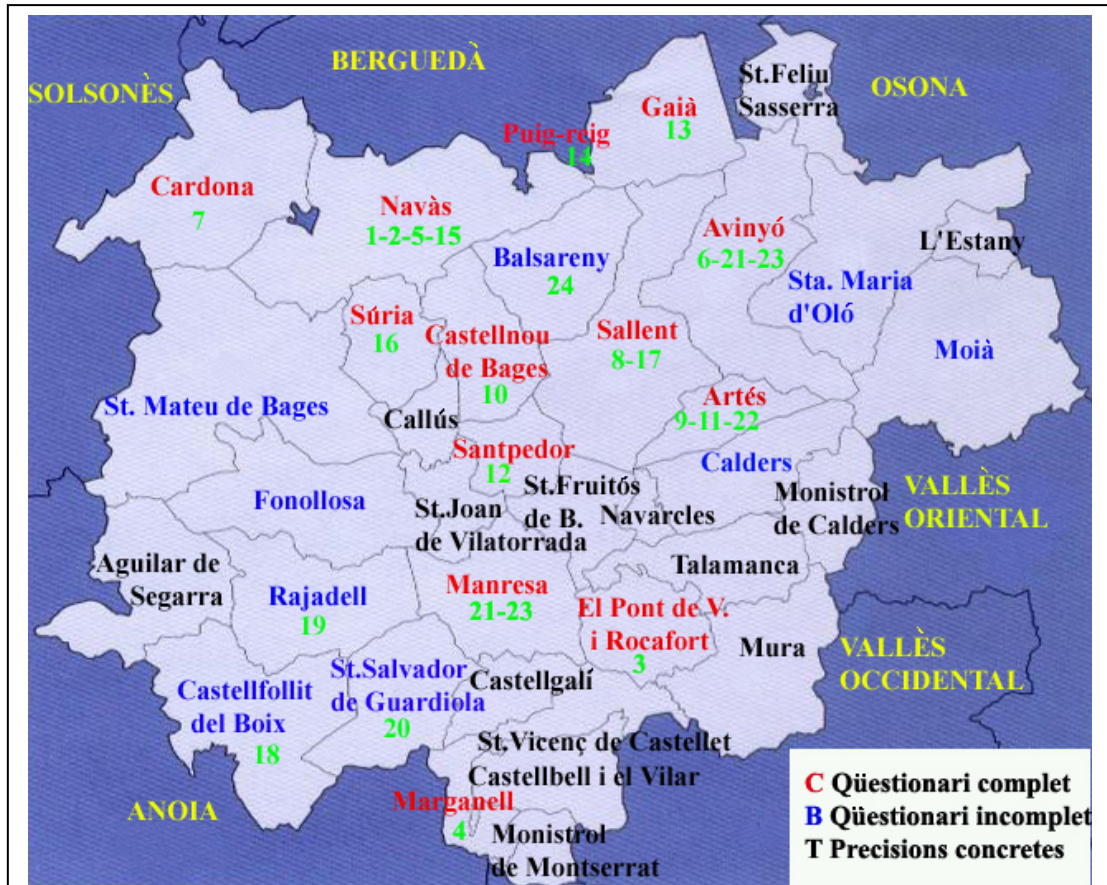 BERGUEDÀ
SOLSONÈS
St.Feliu
Sasserra
OSONA
Gaià
13
Puig-reig
14
Cardona
7
Navàs
1-2-5-15
Avinyó
6-21-23
L'Estany
Balsareny
24
Sta. Maria
d'Oló
Súria
16
Castellnou
de Bages
10
Sallent
8-17
Moià
St. Mateu de Bages
Callús
Artés
9-11-22
Santpedor
12
Calders
Fonollosa
St.Joan
de Vilatorrada
St.Fruitós
de B.
Navarcles
Monistrol
de Calders
VALLÈS
ORIENTAL
Aguilar de
Segarra
Talamanca
Rajadell
19
Manresa
21-23
El Pont de V.
i Rocafort
3
Mura
VALLÈS
OCCIDENTAL
Castellfollit
del Boix
18
St.Salvador
de Guardiola
20
Castellgalí
St.Vicenç de Castellet
Castellbell i el Vilar
ANOIA
Marganell
4
Monistrol
de Montserrat
C Qüestionari complet
B Qüestionari incomplet
T Precisions concretes